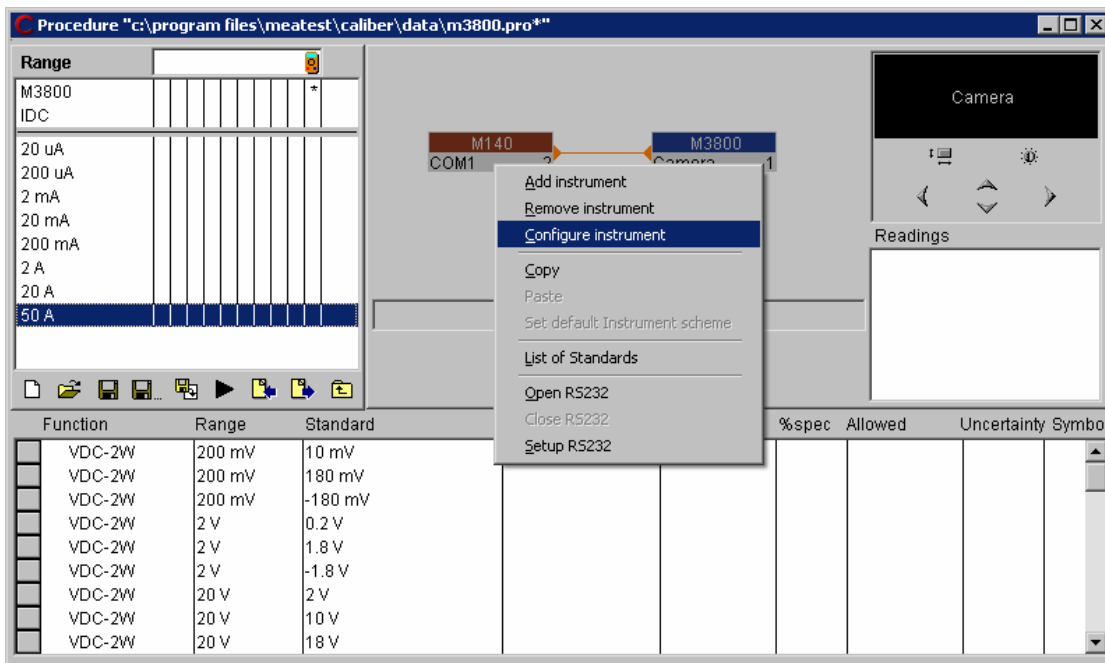 Procedure "c:\program files\meatest\caliber\data\m3800.pro*"
Range
M3800 *
IDC
20 uA
200 uA
2 mA
20 mA
200 mA
2 A
20 A
50 A
M140
COM1 2
M3800
Camera 1
Add instrument
Remove instrument
Configure instrument
Copy
Paste
Set default Instrument scheme
List of Standards
Open RS232
Close RS232
Setup RS232
Camera
Readings
Function Range Standard %spec Allowed Uncertainty Symbo
VDC-2W 200 mV 10 mV
VDC-2W 200 mV 180 mV
VDC-2W 200 mV -180 mV
VDC-2W 2 V 0.2 V
VDC-2W 2 V 1.8 V
VDC-2W 2 V -1.8 V
VDC-2W 20 V 2 V
VDC-2W 20 V 10 V
VDC-2W 20 V 18 V